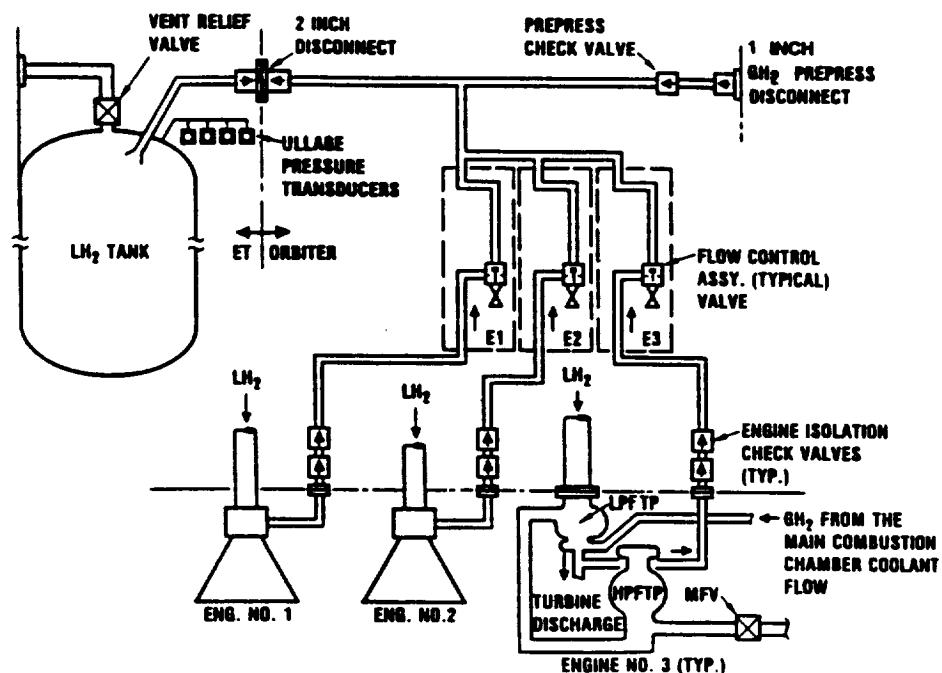 VENT RELIEF
VALVE
2 INCH
DISCONNECT
PREPRESS
CHECK VALVE
1 INCH
GH₂ PREPRESS
DISCONNECT
ULLAGE
PRESSURE
TRANSDUCERS
LH₂ TANK
ET ORBITER
FLOW CONTROL
ASSY. (TYPICAL)
VALVE
E1
E2
E3
LH₂
LH₂
LH₂
ENGINE ISOLATION
CHECK VALVES
(TYP.)
LPFTP
GH₂ FROM THE
MAIN COMBUSTION
CHAMBER COOLANT
FLOW
HPFTP
MFV
TURBINE
DISCHARGE
ENG. NO. 1
ENG. NO.2
ENGINE NO. 3 (TYP.)